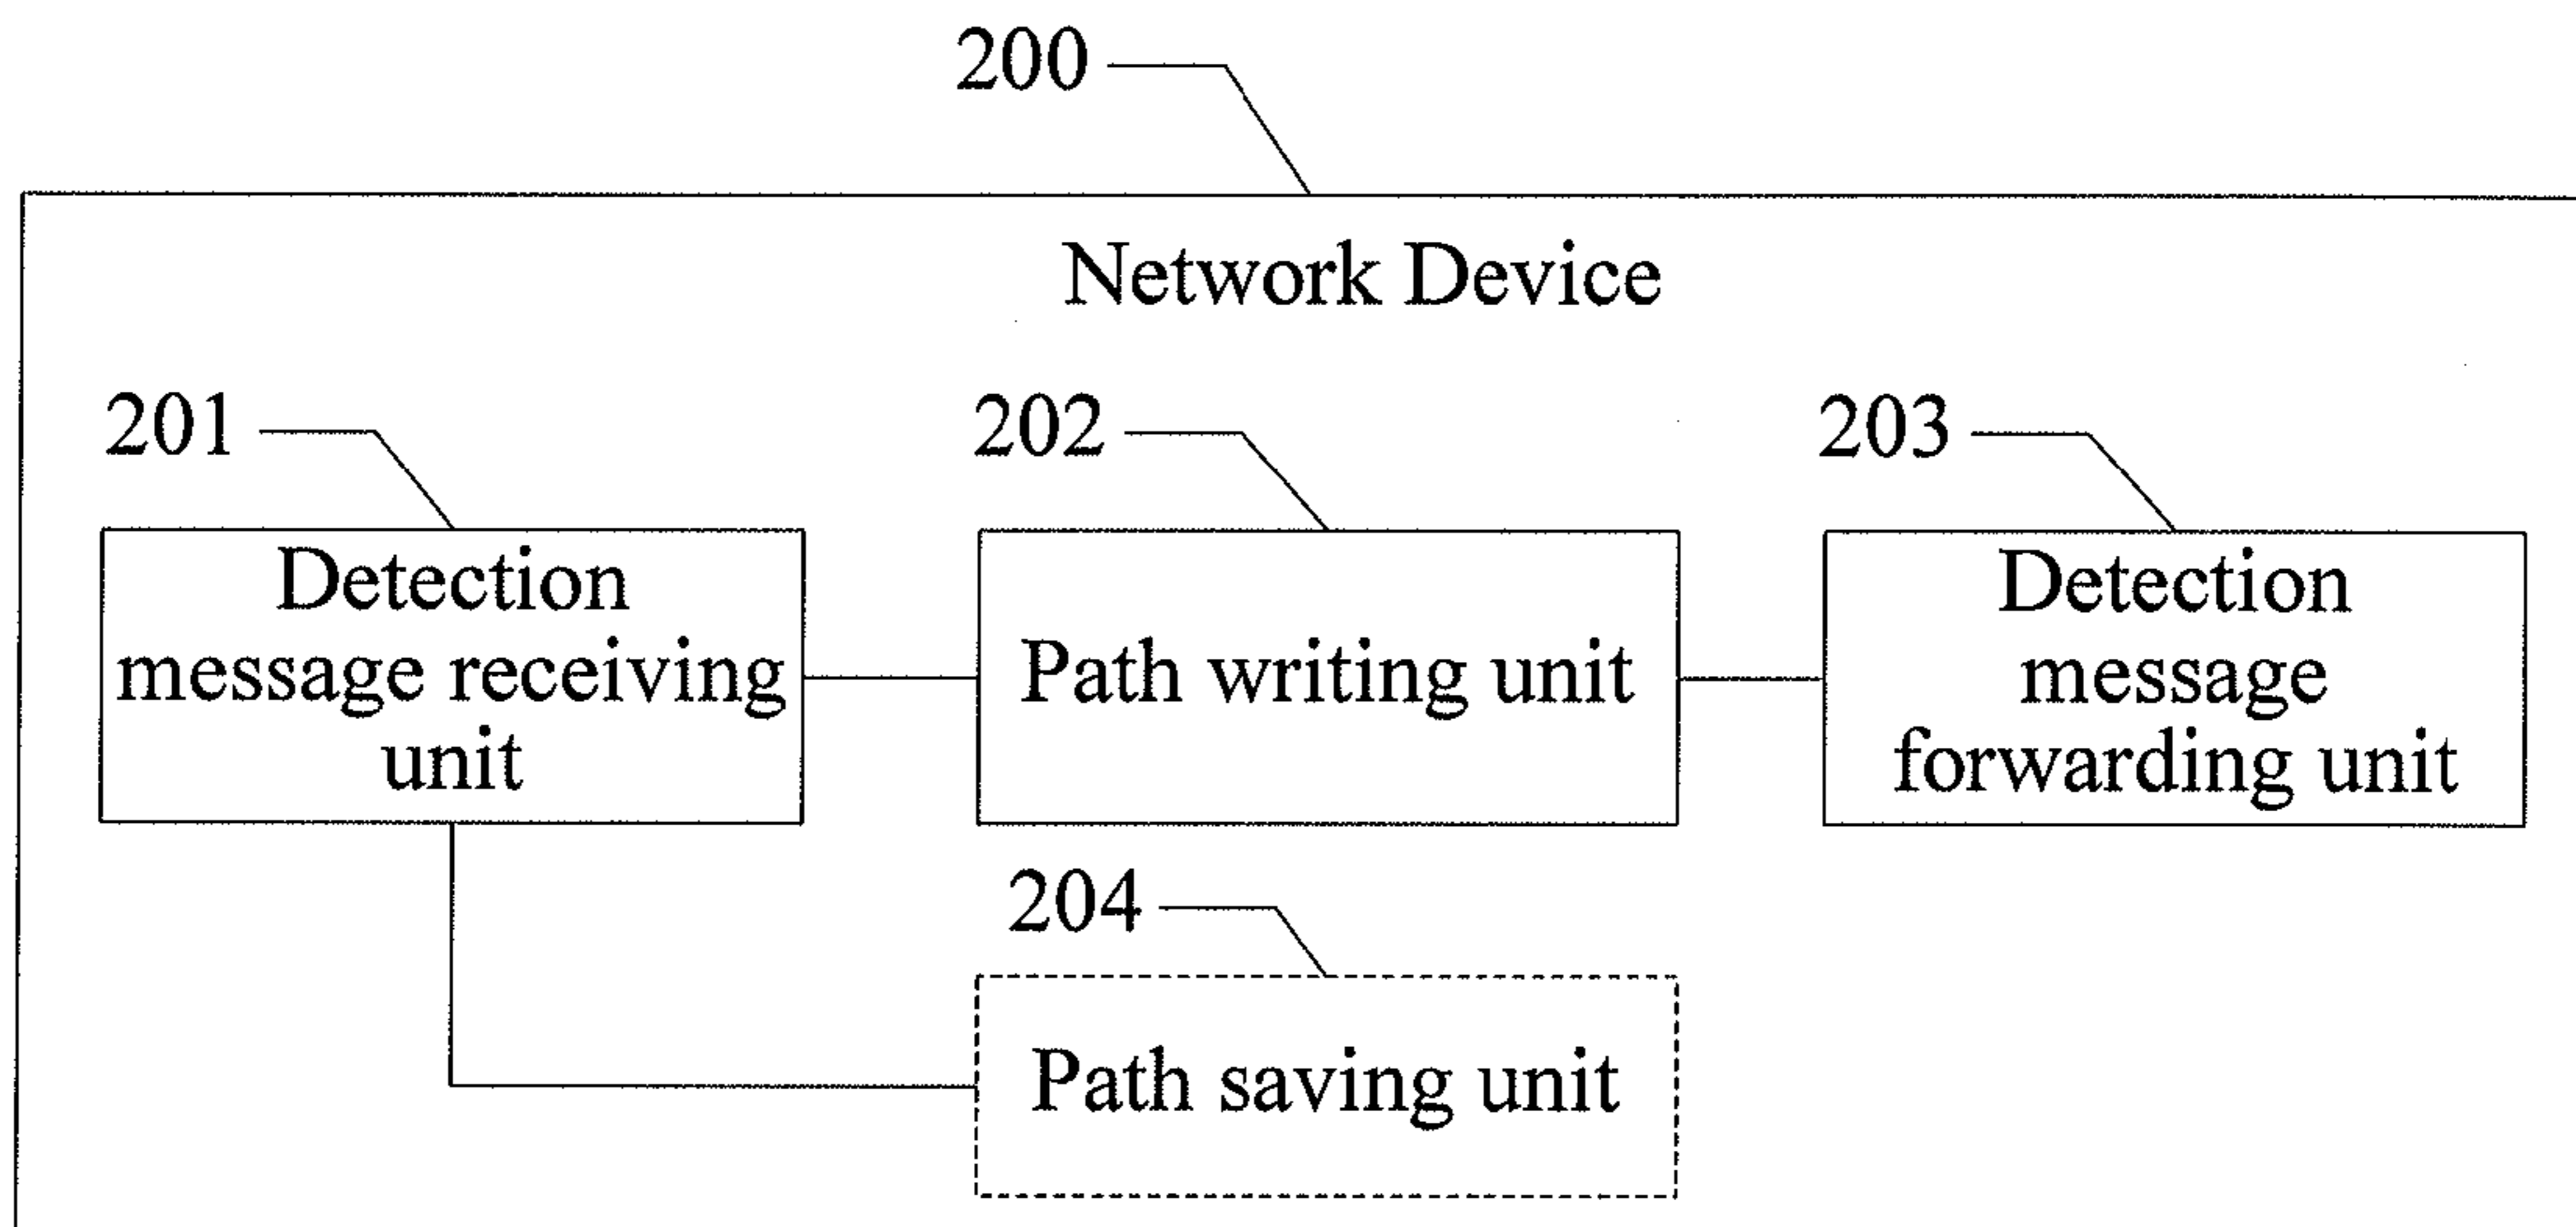 200
Network Device
201
202
203
Detection
message receiving
unit
Path writing unit
Detection
message
forwarding unit
204
Path saving unit